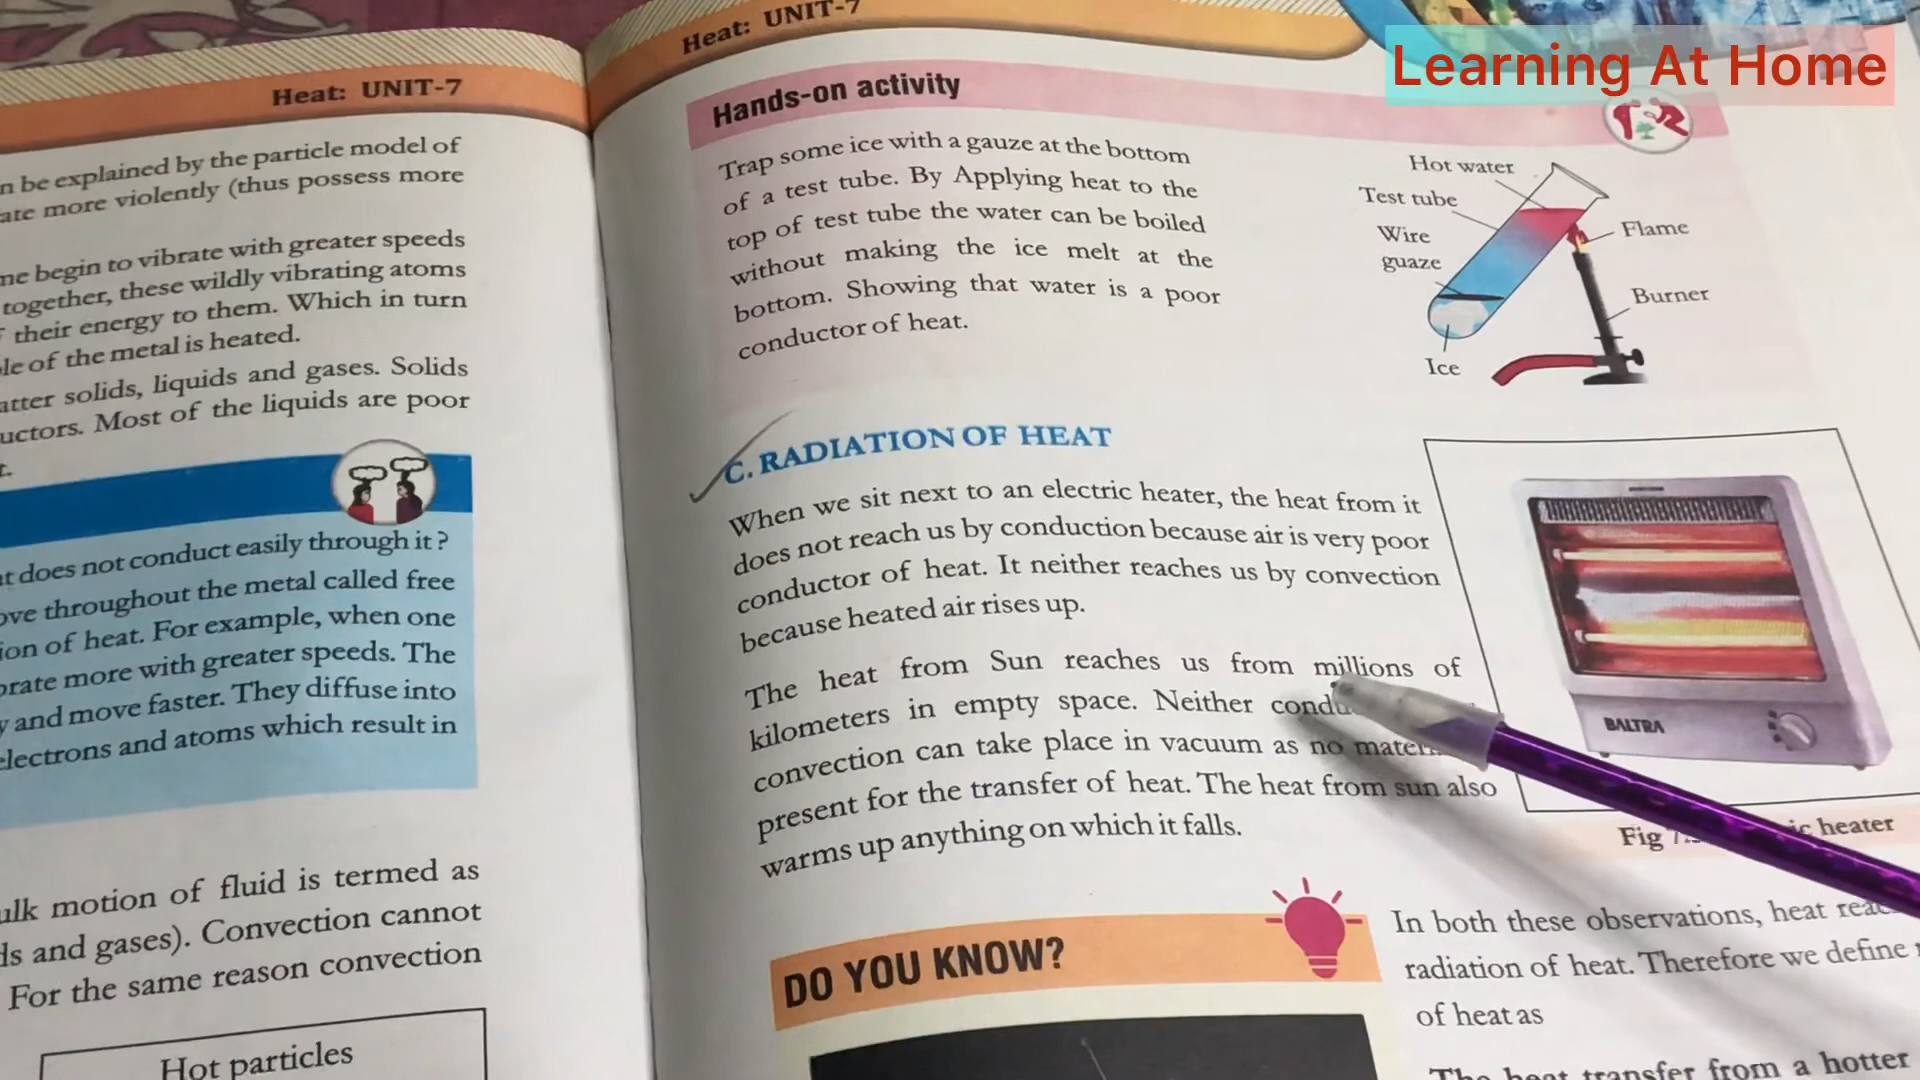 Learning At Home
Heat: UNIT-7
n be explained by the particle model of
ate more violently (thus possess more
me begin to vibrate with greater speeds
together, these wildly vibrating atoms
their energy to them. Which in turn
le of the metal is heated.
atter solids, liquids and gases. Solids
uctors. Most of the liquids are poor
t.
at does not conduct easily through it?
ove throughout the metal called free
ion of heat. For example, when one
brate more with greater speeds. The
y and move faster. They diffuse into
electrons and atoms which result in
ulk motion of fluid is termed as
ds and gases). Convection cannot
For the same reason convection
Hot particles
Heat: UNIT-7
Hands-on activity
Trap some ice with a gauze at the bottom
of a test tube. By Applying heat to the
top of test tube the water can be boiled
without making the ice melt at the
bottom. Showing that water is a poor
conductor of heat.
Hot water
Test tube
Wire
guaze
Flame
Burner
Ice
C. RADIATION OF HEAT
When we sit next to an electric heater, the heat from it
does not reach us by conduction because air is very poor
conductor of heat. It neither reaches us by convection
because heated air rises up.
The heat from Sun reaches us from millions of
kilometers in empty space. Neither
convection can take place in vacuum as no
present for the transfer of heat. The heat from sun also
warms up anything on which it falls.
BALTRA
Fig heater
DO YOU KNOW?
In both these observations, heat
radiation of heat. Therefore we define
of heat as
The heat transfer from a hotter